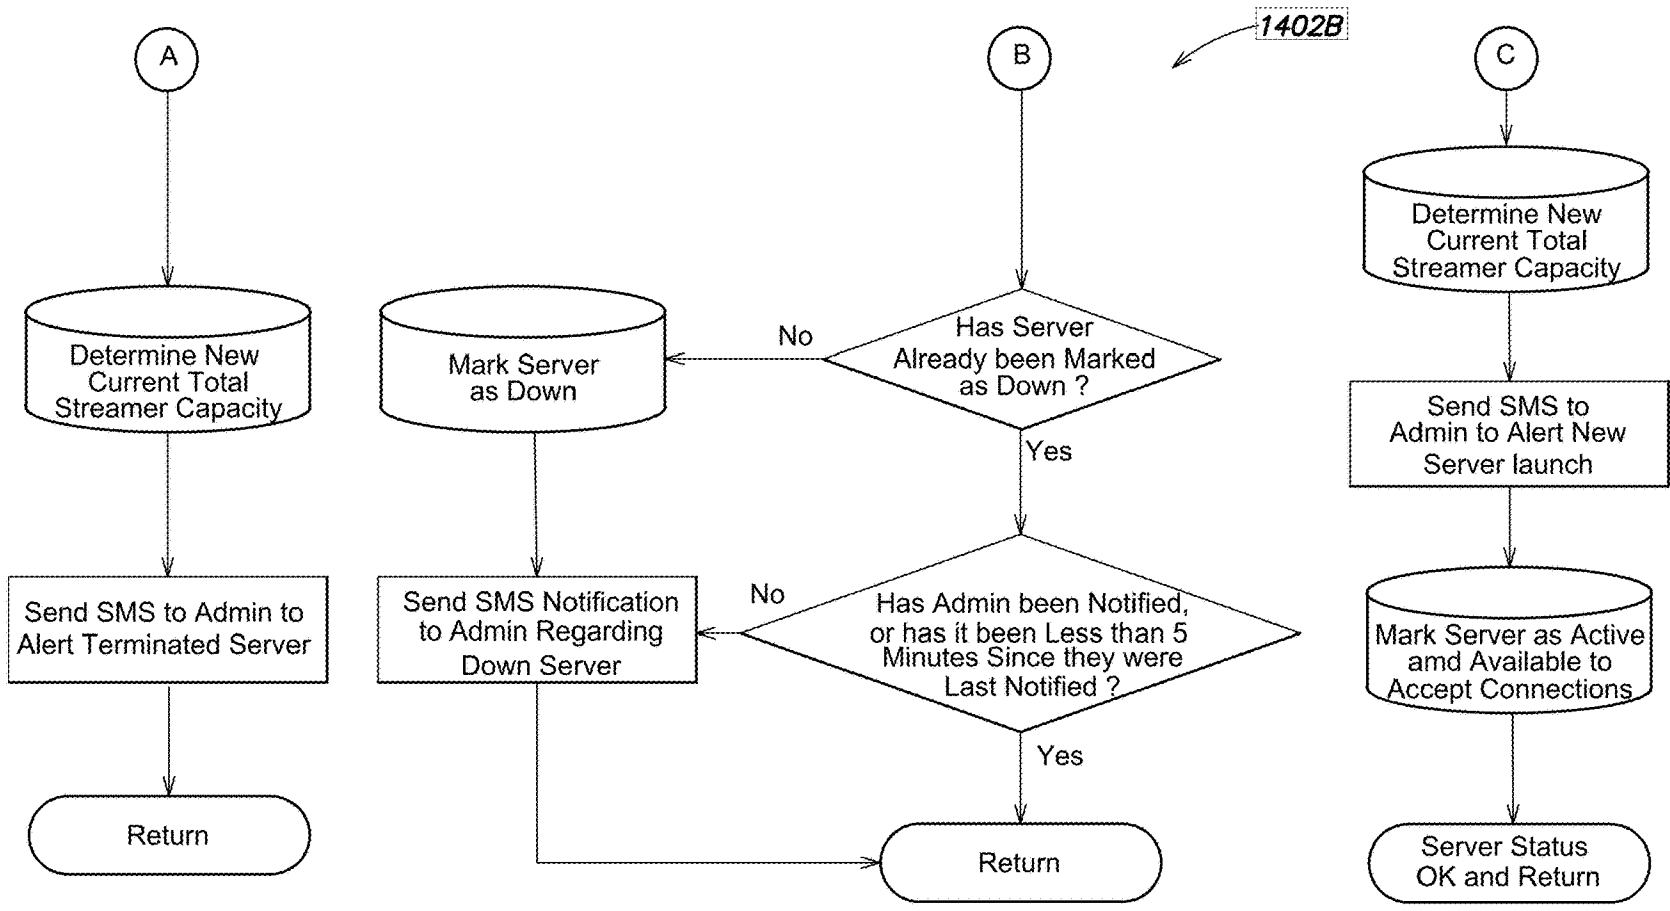 1402B
A
Determine New
Current Total
Streamer Capacity
Send SMS to Admin to
Alert Terminated Server
Return
B
Has Server
Already been Marked
as Down ?
No
Mark Server
as Down
Yes
Has Admin been Notified,
or has it been Less than 5
Minutes Since they were
Last Notified ?
No
Send SMS Notification
to Admin Regarding
Down Server
Yes
Return
C
Determine New
Current Total
Streamer Capacity
Send SMS to
Admin to Alert New
Server launch
Mark Server as Active
amd Available to
Accept Connections
Server Status
OK and Return